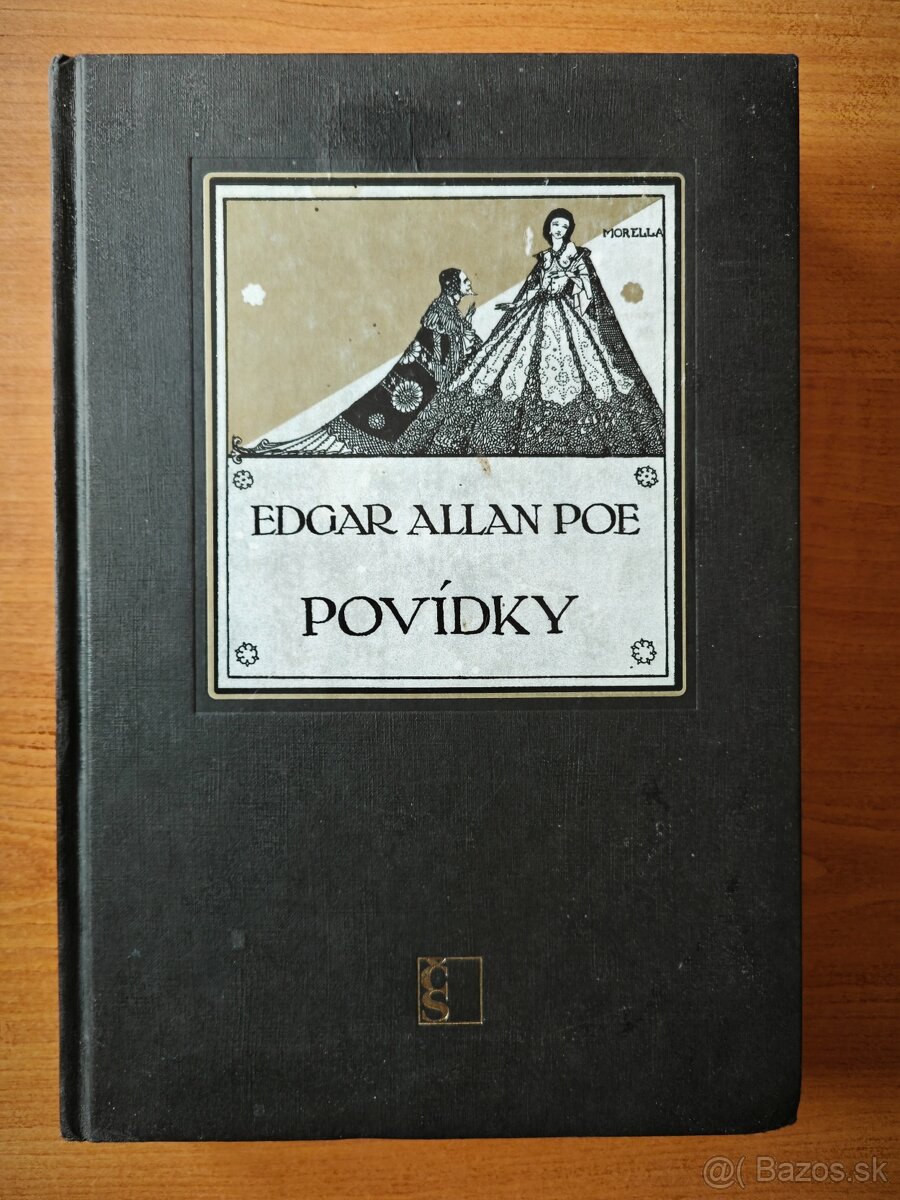 MORELLA
EDGAR ALLAN POE
POVÍDKY
ČS
@( Bazos.sk